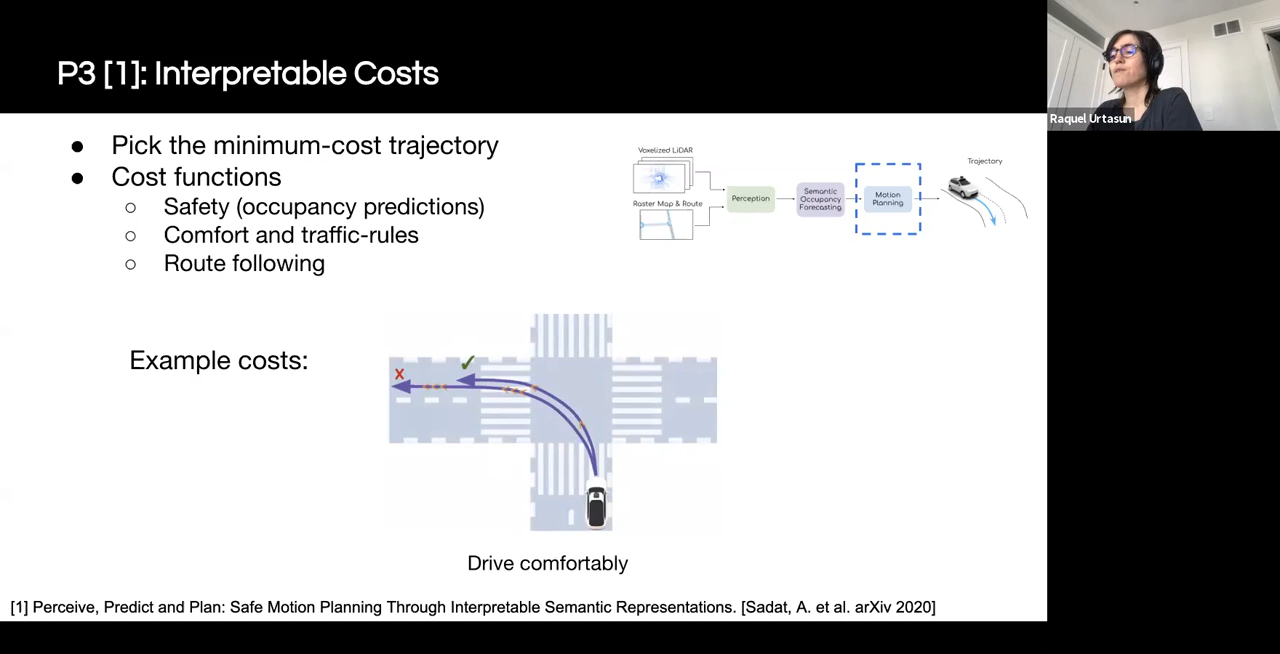 P3 [1]: Interpretable Costs
Raquel Urtasun
● Pick the minimum-cost trajectory
● Cost functions
○ Safety (occupancy predictions)
○ Comfort and traffic-rules
○ Route following
Voxelized LiDAR
Raster Map & Route
Perception
Semantic
Occupancy
Forecasting
Motion
Planning
Trajectory
Example costs:
X
✓
Drive comfortably
[1] Perceive, Predict and Plan: Safe Motion Planning Through Interpretable Semantic Representations. [Sadat, A. et al. arXiv 2020]